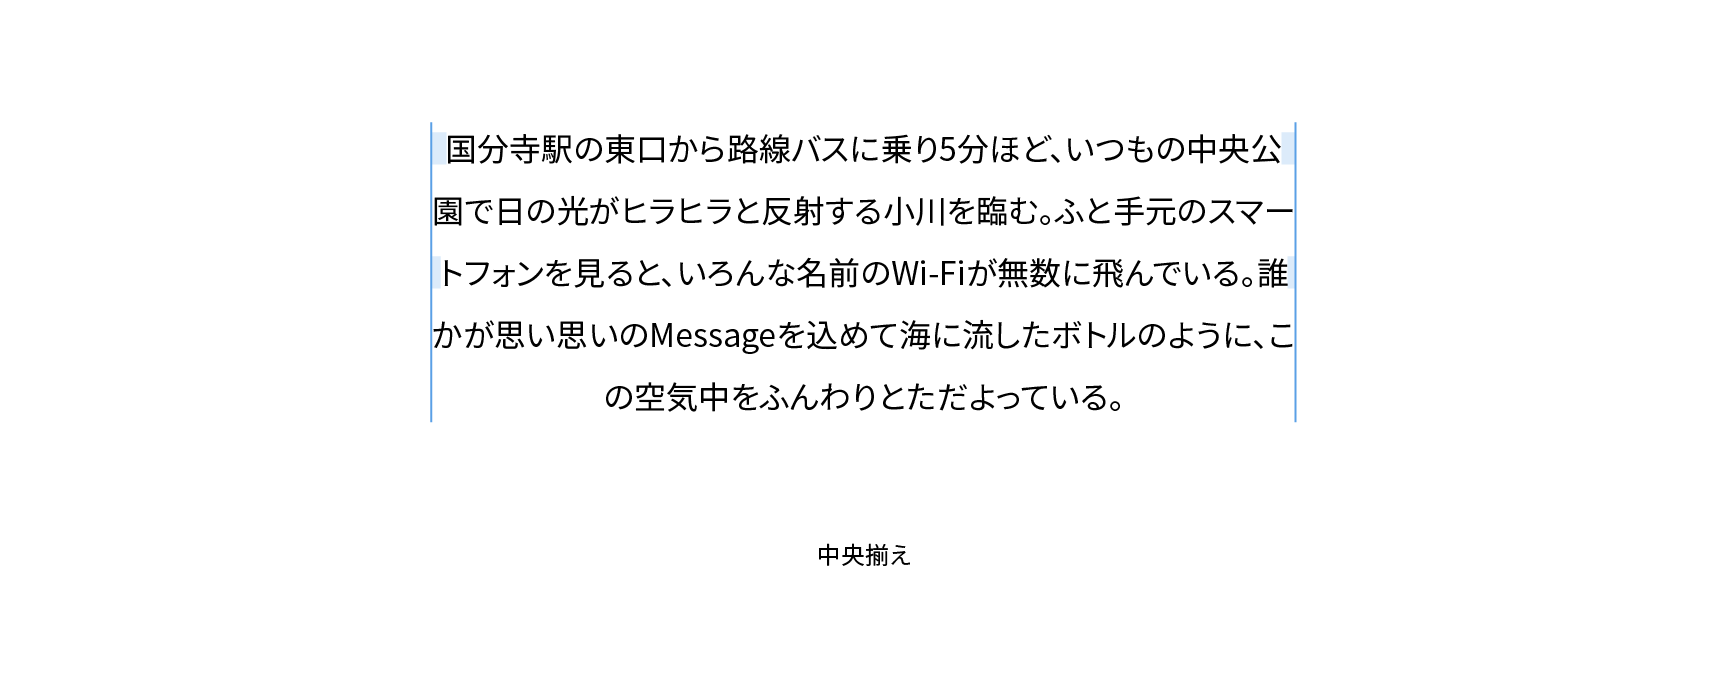 国分寺駅の東口から路線バスに乗り5分ほど、いつもの中央公
園で日の光がヒラヒラと反射する小川を臨む。ふと手元のスマー
トフォンを見ると、いろんな名前のWi-Fiが無数に飛んでいる。誰
かが思い思いのMessageを込めて海に流したボトルのように、こ
の空気中をふんわりとただよっている。
中央揃え